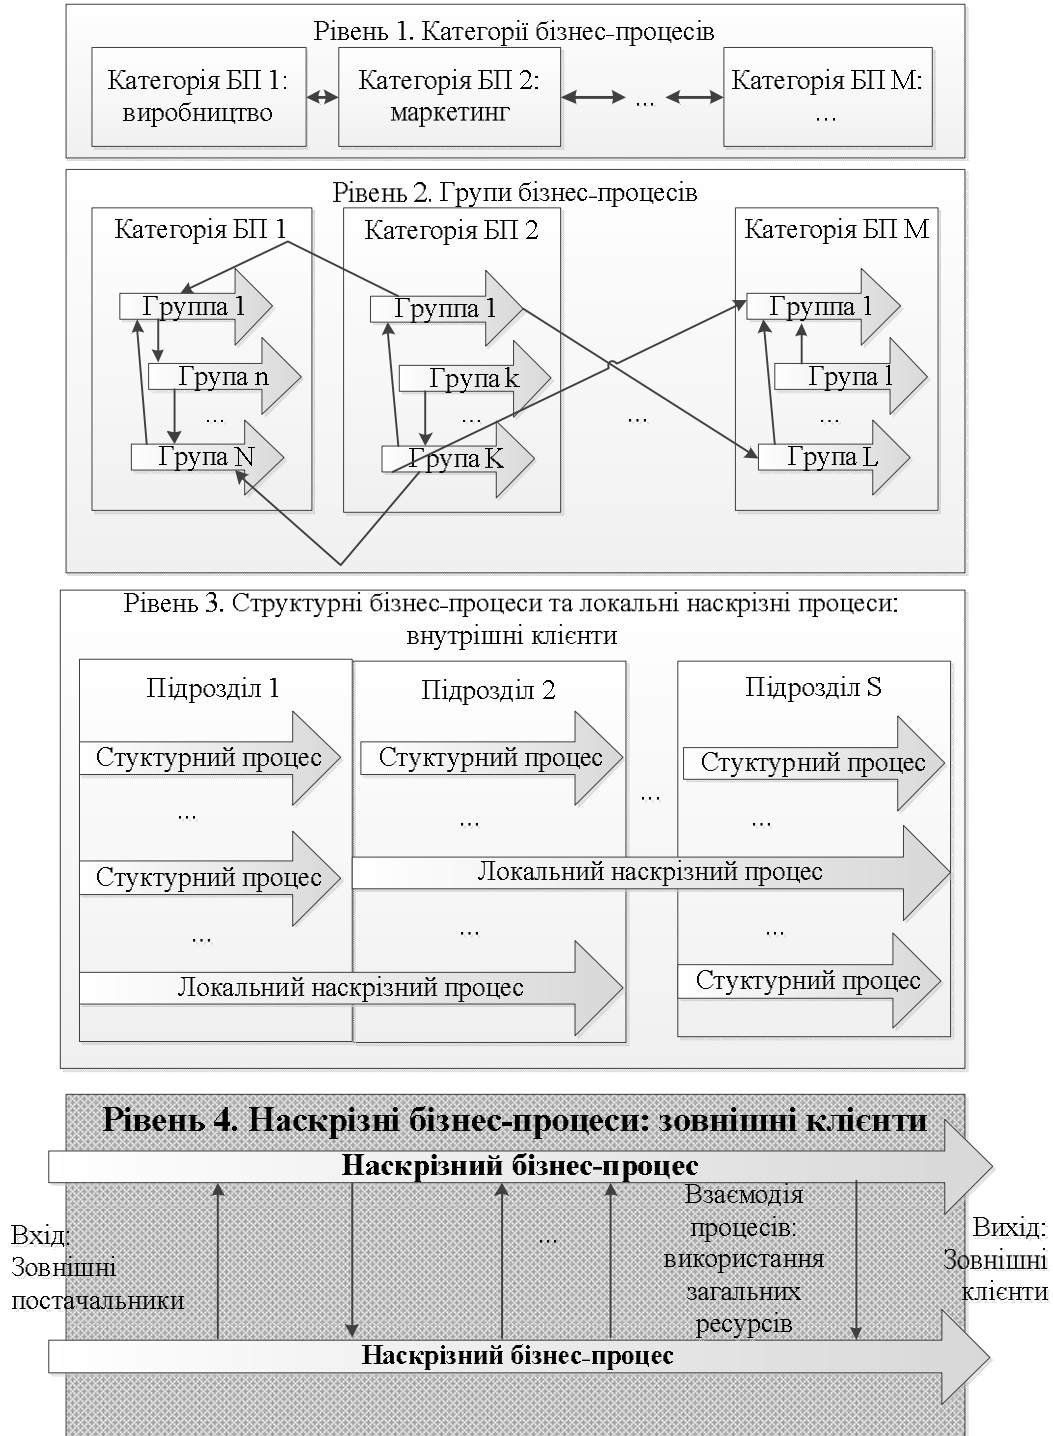 Рівень 1. Категорії бізнес-процесів
Категорія БП 1:
виробництво
Категорія БП 2:
маркетинг
...
Категорія БП М:
...
Рівень 2. Групи бізнес-процесів
Категорія БП 1
Группа 1
Група n
...
Група N
Категорія БП 2
Группа 1
Група k
...
Група K
...
Категорія БП М
Группа 1
Група l
...
Група L
Рівень 3. Структурні бізнес-процеси та локальні наскрізні процеси:
внутрішні клієнти
Підрозділ 1
Підрозділ 2
Підрозділ S
Стуктурний процес
Стуктурний процес
Стуктурний процес
...
...
...
...
Стуктурний процес
Локальний наскрізний процес
...
...
...
Локальний наскрізний процес
Стуктурний процес
Рівень 4. Наскрізні бізнес-процеси: зовнішні клієнти
Наскрізний бізнес-процес
Вхід:
Зовнішні
постачальники
...
Взаємодія
процесів:
використання
загальних
ресурсів
Вихід:
Зовнішні
клієнти
Наскрізний бізнес-процес